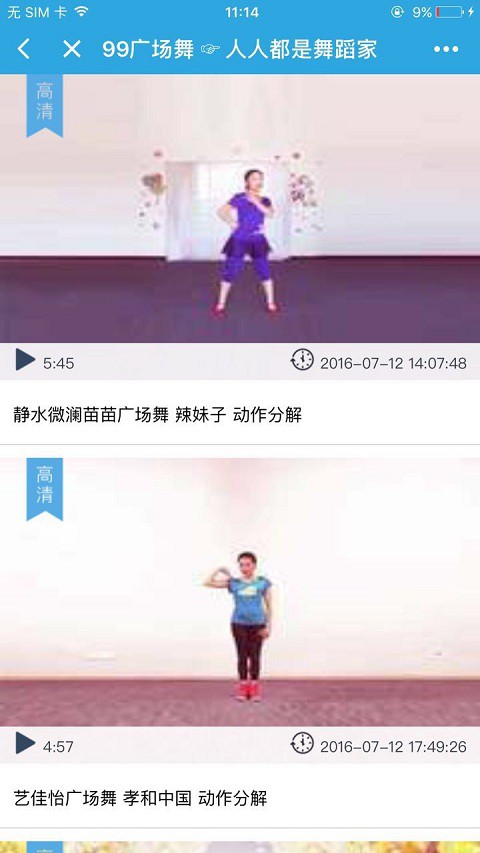 无 SIM 卡 11:14 9%
99广场舞 ☞ 人人都是舞蹈家
高
清
5:45 2016-07-12 14:07:48
静水微澜苗苗广场舞 辣妹子 动作分解
高
清
4:57 2016-07-12 17:49:26
艺佳怡广场舞 孝和中国 动作分解
高